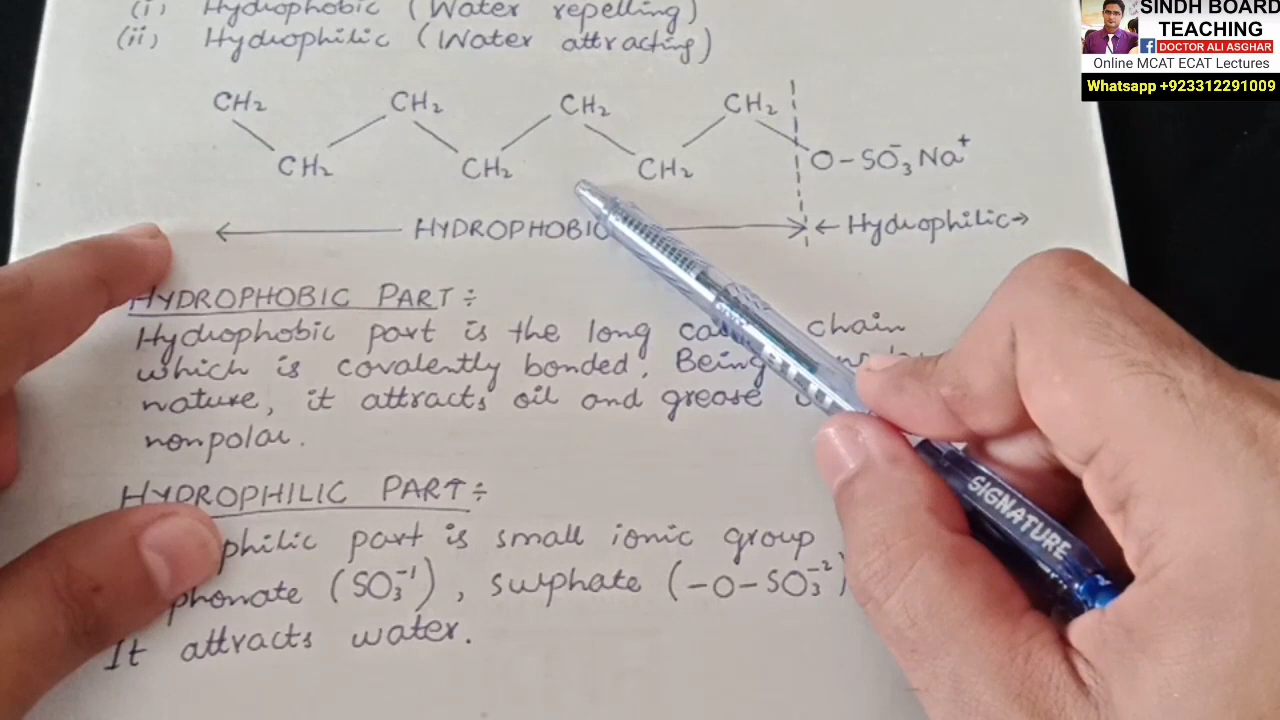 (i) Hydrophobic (Water repelling)
(ii) Hydrophilic (Water attracting)
SINDH BOARD
TEACHING
DOCTOR ALI ASGHAR
Online MCAT ECAT Lectures
Whatsapp +923312291009
CH₂ CH₂ CH₂ CH₂
CH₂ CH₂ CH₂ O-SO₃⁻Na⁺
HYDROPHOBIC Hydrophilic
HYDROPHOBIC PART:
Hydrophobic part is the long chain
which is covalently bonded. Being
nature, it attracts oil and grease
nonpolar.
HYDROPHILIC PART:
philic part is small ionic group
phonate (SO₃⁻¹), sulphate (-O-SO₃⁻²)
It attracts water.
SIGNATURE